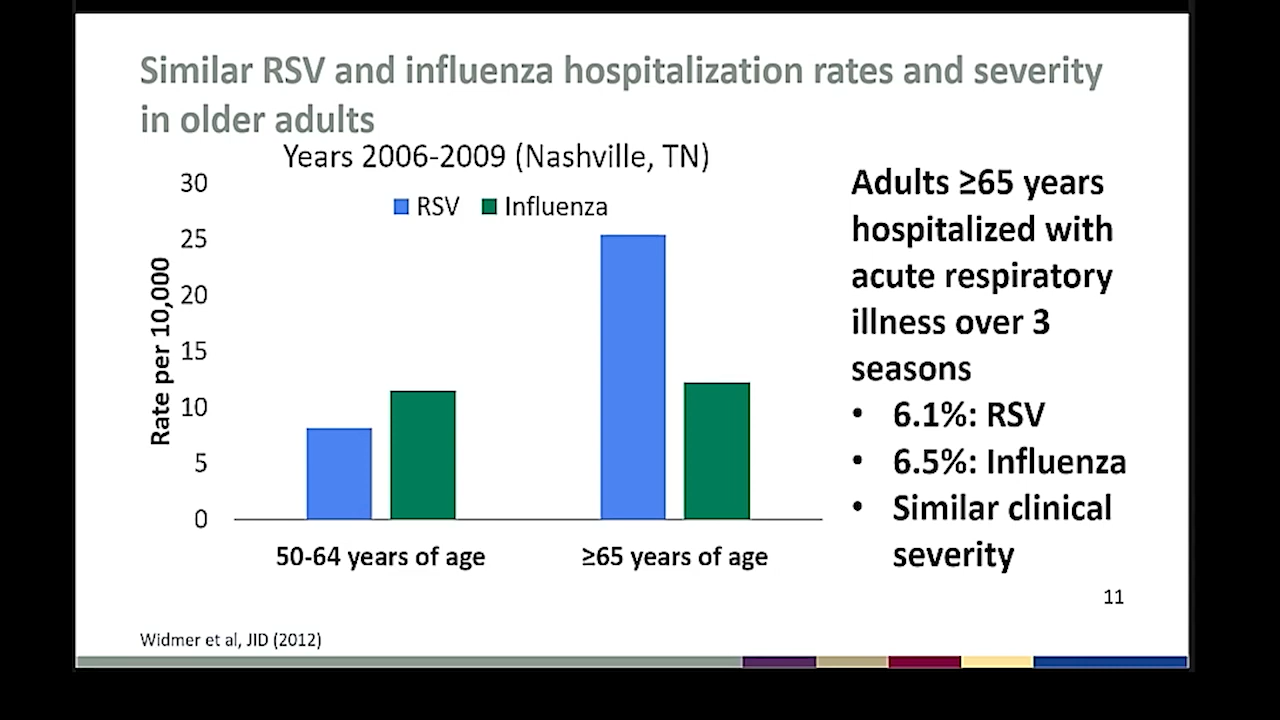 Similar RSV and influenza hospitalization rates and severity
in older adults
Years 2006-2009 (Nashville, TN)
RSV Influenza
Rate per 10,000
30
25
20
15
10
5
0
50-64 years of age
≥65 years of age
Adults ≥65 years
hospitalized with
acute respiratory
illness over 3
seasons
• 6.1%: RSV
• 6.5%: Influenza
• Similar clinical
severity
11
Widmer et al, JID (2012)